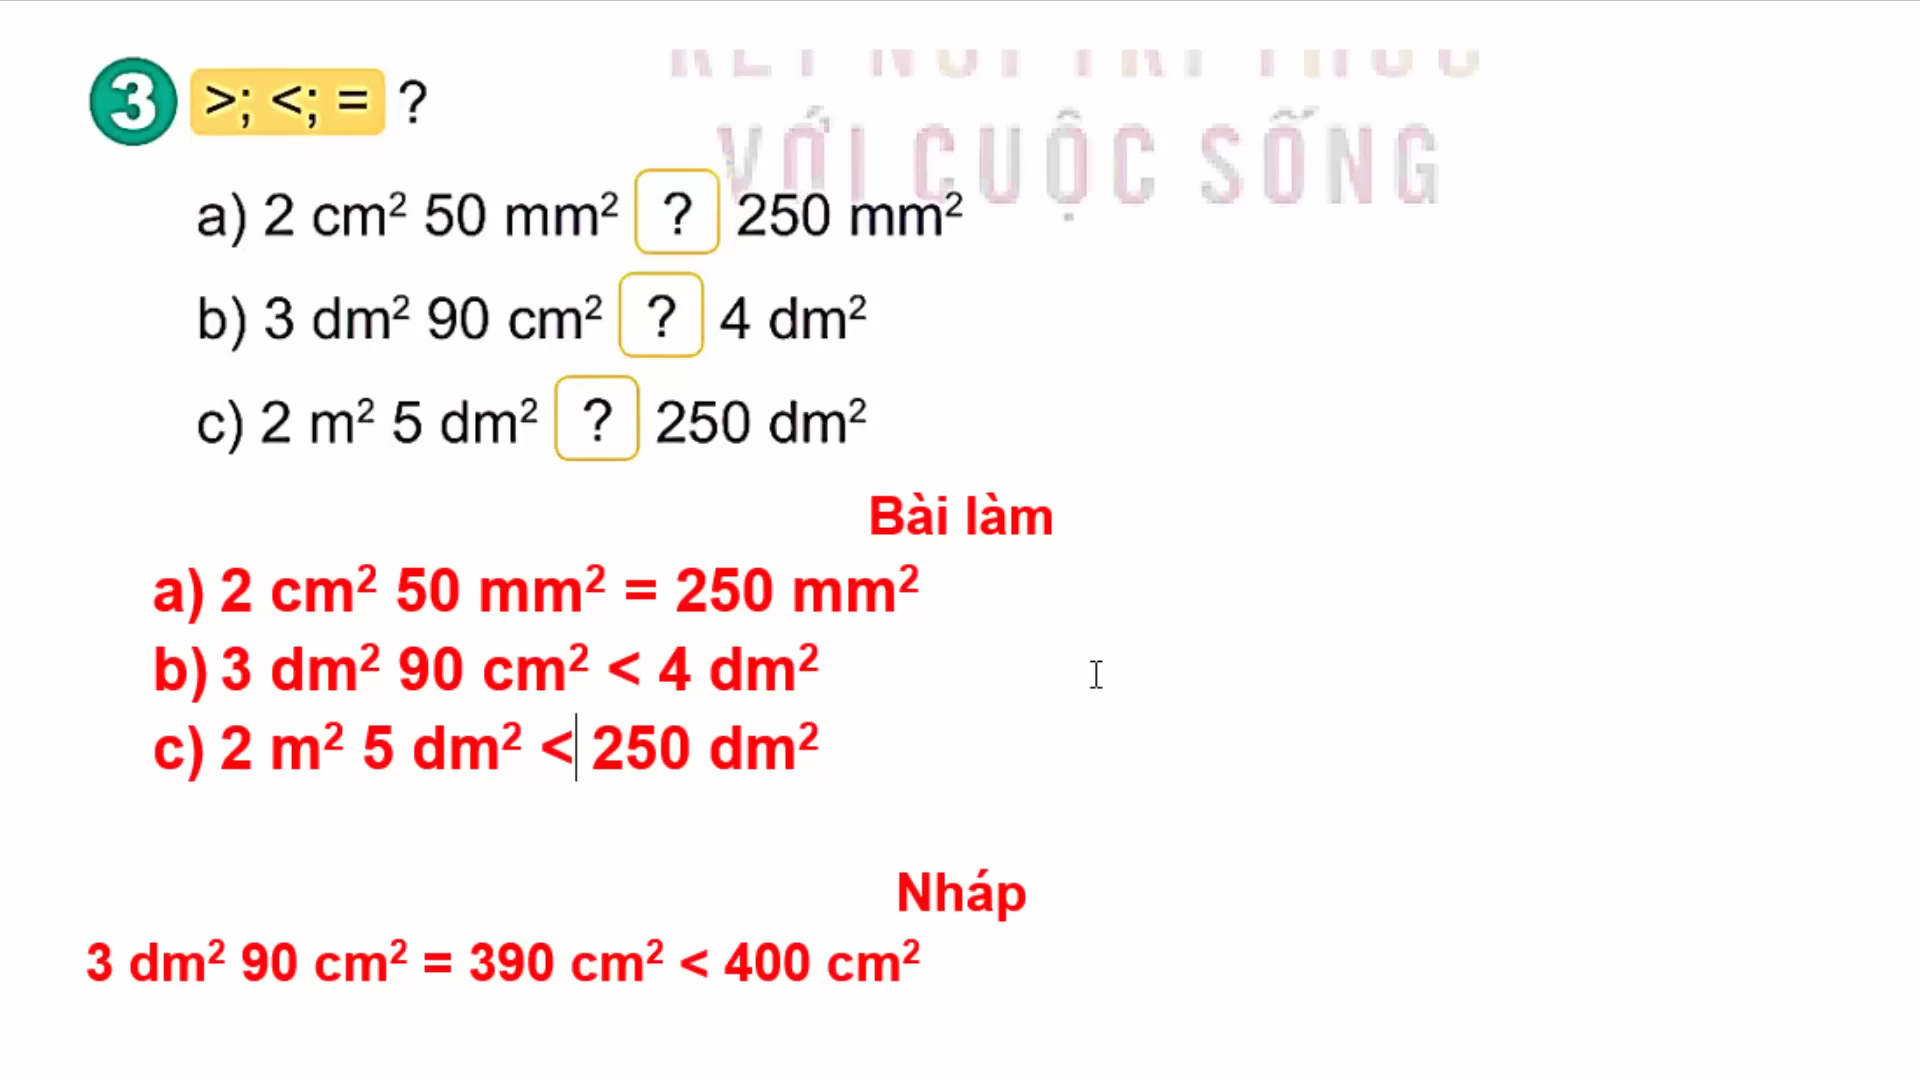 KẾT NỐI TRI THỨC
VỚI CUỘC SỐNG
3 >; <; = ?
a) 2 cm² 50 mm² ? 250 mm²
b) 3 dm² 90 cm² ? 4 dm²
c) 2 m² 5 dm² ? 250 dm²
Bài làm
a) 2 cm² 50 mm² = 250 mm²
b) 3 dm² 90 cm² < 4 dm²
c) 2 m² 5 dm² < 250 dm²
Nháp
3 dm² 90 cm² = 390 cm² < 400 cm²